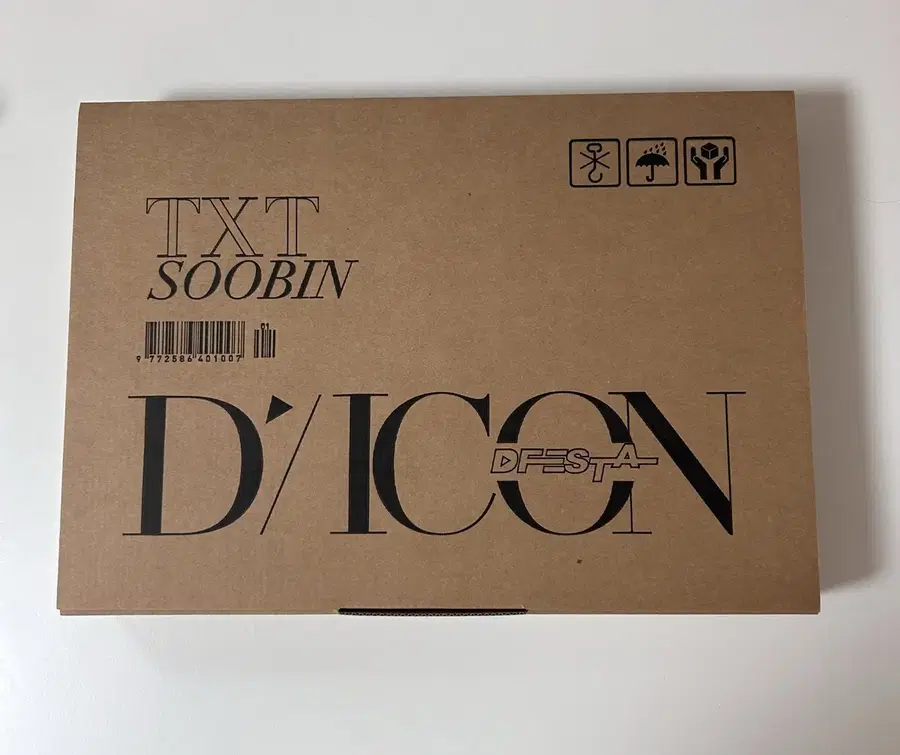 TXT
SOOBIN
01
9 772586 401007
D'/ICON
DFESTA